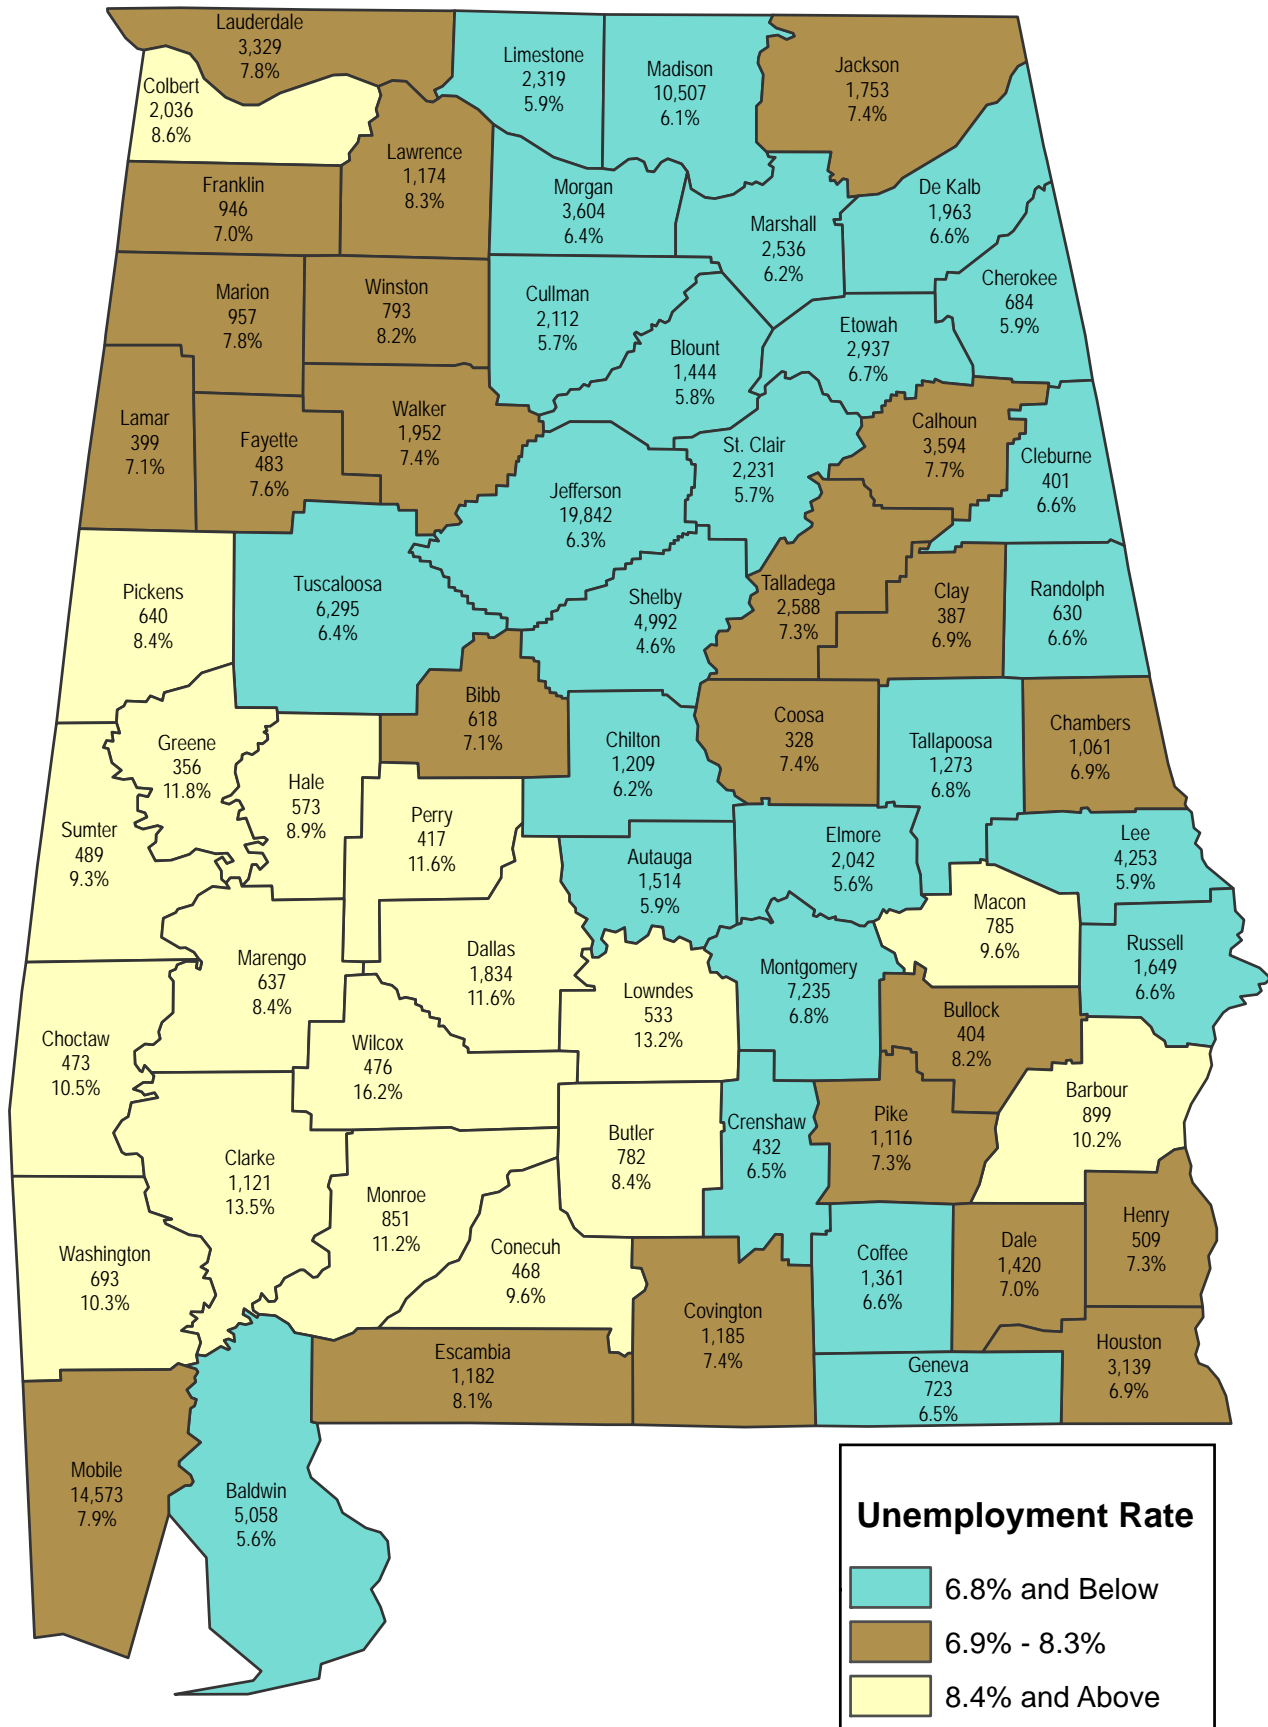 Lauderdale
3,329
7.8%
Limestone
2,319
5.9%
Madison
10,507
6.1%
Jackson
1,753
7.4%
Colbert
2,036
8.6%
Lawrence
1,174
8.3%
Franklin
946
7.0%
Morgan
3,604
6.4%
De Kalb
1,963
6.6%
Marshall
2,536
6.2%
Cherokee
684
5.9%
Marion
957
7.8%
Winston
793
8.2%
Cullman
2,112
5.7%
Etowah
2,937
6.7%
Blount
1,444
5.8%
Lamar
399
7.1%
Fayette
483
7.6%
Walker
1,952
7.4%
Calhoun
3,594
7.7%
St. Clair
2,231
5.7%
Cleburne
401
6.6%
Jefferson
19,842
6.3%
Pickens
640
8.4%
Tuscaloosa
6,295
6.4%
Shelby
4,992
4.6%
Talladega
2,588
7.3%
Clay
387
6.9%
Randolph
630
6.6%
Bibb
618
7.1%
Greene
356
11.8%
Hale
573
8.9%
Chilton
1,209
6.2%
Coosa
328
7.4%
Tallapoosa
1,273
6.8%
Chambers
1,061
6.9%
Sumter
489
9.3%
Perry
417
11.6%
Autauga
1,514
5.9%
Elmore
2,042
5.6%
Lee
4,253
5.9%
Macon
785
9.6%
Marengo
637
8.4%
Dallas
1,834
11.6%
Russell
1,649
6.6%
Montgomery
7,235
6.8%
Lowndes
533
13.2%
Bullock
404
8.2%
Choctaw
473
10.5%
Wilcox
476
16.2%
Barbour
899
10.2%
Crenshaw
432
6.5%
Pike
1,116
7.3%
Butler
782
8.4%
Clarke
1,121
13.5%
Monroe
851
11.2%
Washington
693
10.3%
Conecuh
468
9.6%
Coffee
1,361
6.6%
Dale
1,420
7.0%
Henry
509
7.3%
Covington
1,185
7.4%
Escambia
1,182
8.1%
Geneva
723
6.5%
Houston
3,139
6.9%
Mobile
14,573
7.9%
Baldwin
5,058
5.6%
Unemployment Rate
6.8% and Below
6.9% - 8.3%
8.4% and Above